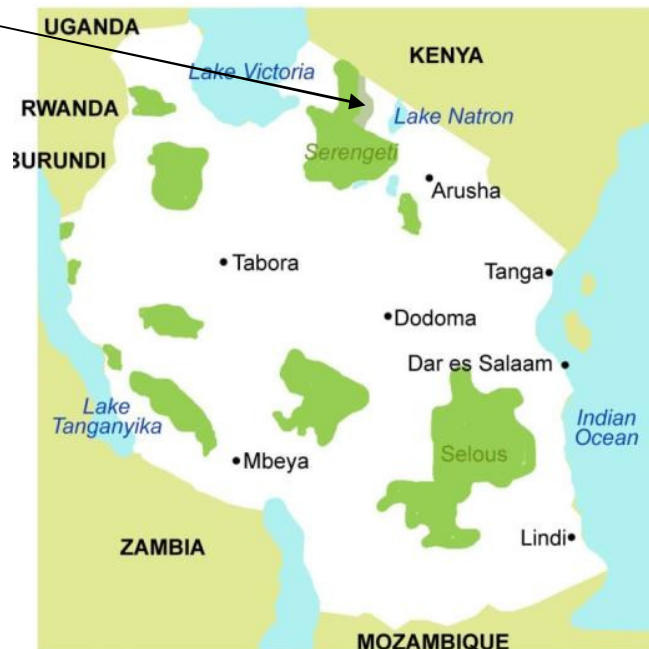 UGANDA
KENYA
Lake Victoria
RWANDA
Lake Natron
Serengeti
BURUNDI
Arusha
Tabora
Tanga
Dodoma
Dar es Salaam
Lake
Tanganyika
Indian
Ocean
Mbeya
Selous
Lindi
ZAMBIA
MOZAMBIQUE